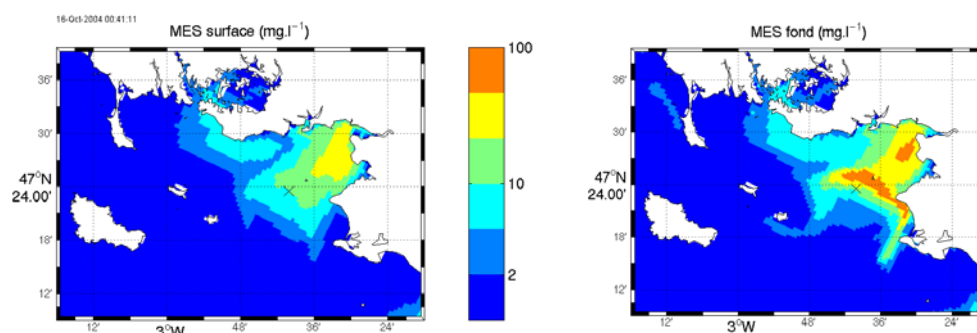 16-Oct-2004 00:41:11
MES surface (mg.l⁻¹)
36'
30'
47°N
24.00'
18'
12'
12' 3°W 48' 36' 24'
100
10
2
MES fond (mg.l⁻¹)
36'
30'
47°N
24.00'
18'
12'
12' 3°W 48' 36' 24'